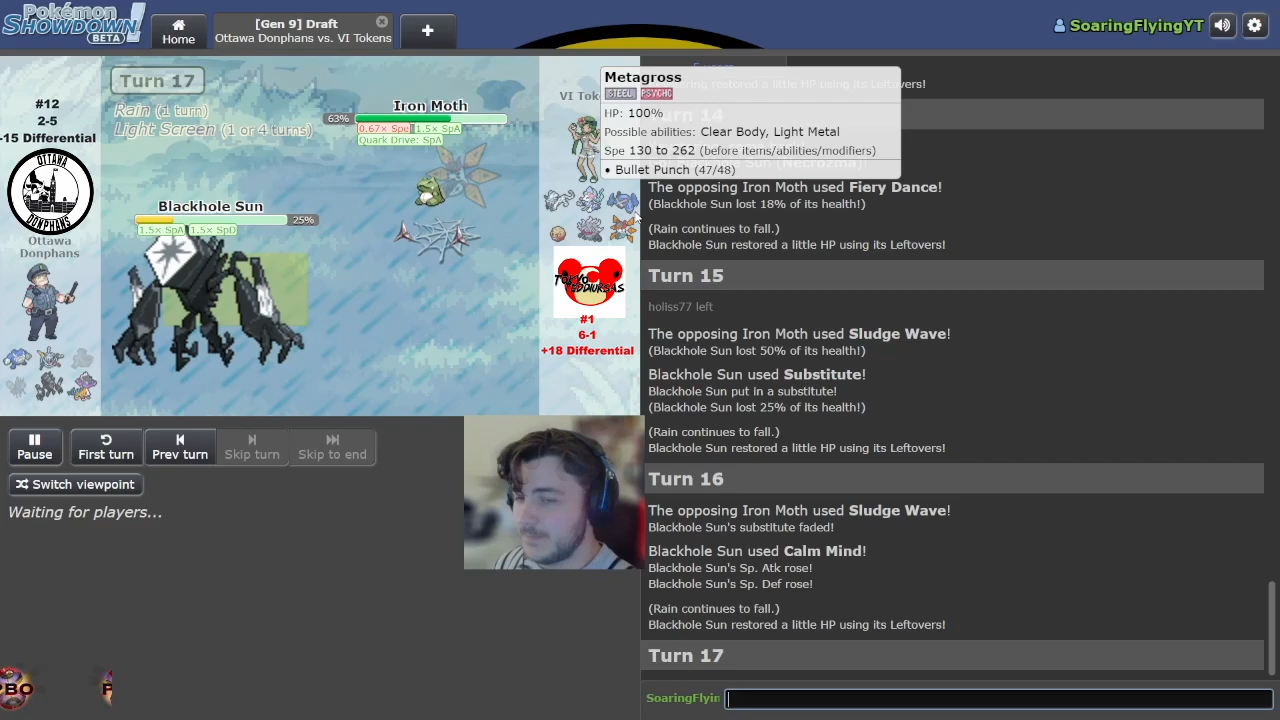 Pokémon
SHOWDOWN!
BETA
Home
[Gen 9] Draft
Ottawa Donphans vs. VI Tokens
+
SoaringFlyingYT
Turn 17
Rain (1 turn)
Light Screen (1 or 4 turns)
#12
2-5
-15 Differential
OTTAWA
DONPHANS
Ottawa
Donphans
Iron Moth
63%
0.67× Spe 1.5× SpA
Quark Drive: SpA
Blackhole Sun
25%
1.5× SpA 1.5× SpD
#1
6-1
+18 Differential
Metagross
STEEL PSYCHC
HP: 100%
Possible abilities: Clear Body, Light Metal
Spe 130 to 262 (before items/abilities/modifiers)
• Bullet Punch (47/48)
restored a little HP using its Leftovers!
Turn 14
The opposing Iron Moth used Fiery Dance!
(Blackhole Sun lost 18% of its health!)
(Rain continues to fall.)
Blackhole Sun restored a little HP using its Leftovers!
Turn 15
holiss77 left
The opposing Iron Moth used Sludge Wave!
(Blackhole Sun lost 50% of its health!)
Blackhole Sun used Substitute!
Blackhole Sun put in a substitute!
(Blackhole Sun lost 25% of its health!)
(Rain continues to fall.)
Blackhole Sun restored a little HP using its Leftovers!
Turn 16
The opposing Iron Moth used Sludge Wave!
Blackhole Sun's substitute faded!
Blackhole Sun used Calm Mind!
Blackhole Sun's Sp. Atk rose!
Blackhole Sun's Sp. Def rose!
(Rain continues to fall.)
Blackhole Sun restored a little HP using its Leftovers!
Turn 17
Pause
First turn
Prev turn
Skip turn
Skip to end
Switch viewpoint
Waiting for players...
SoaringFlyin